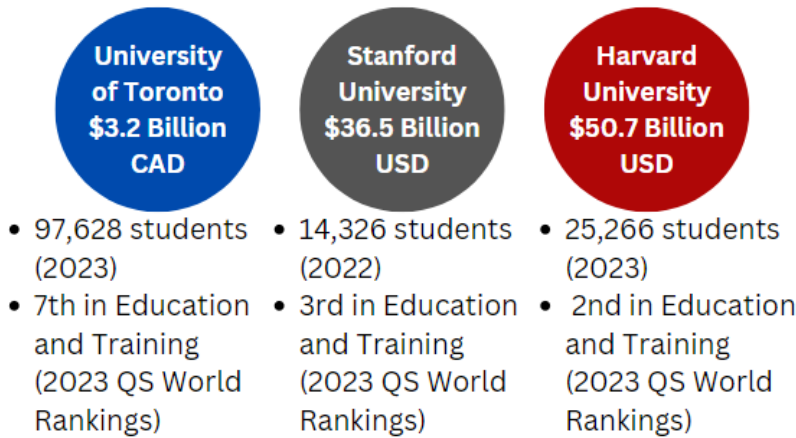 University
of Toronto
$3.2 Billion
CAD
Stanford
University
$36.5 Billion
USD
Harvard
University
$50.7 Billion
USD
• 97,628 students
(2023)
• 7th in Education
and Training
(2023 QS World
Rankings)
• 14,326 students
(2022)
• 3rd in Education
and Training
(2023 QS World
Rankings)
• 25,266 students
(2023)
• 2nd in Education
and Training
(2023 QS World
Rankings)